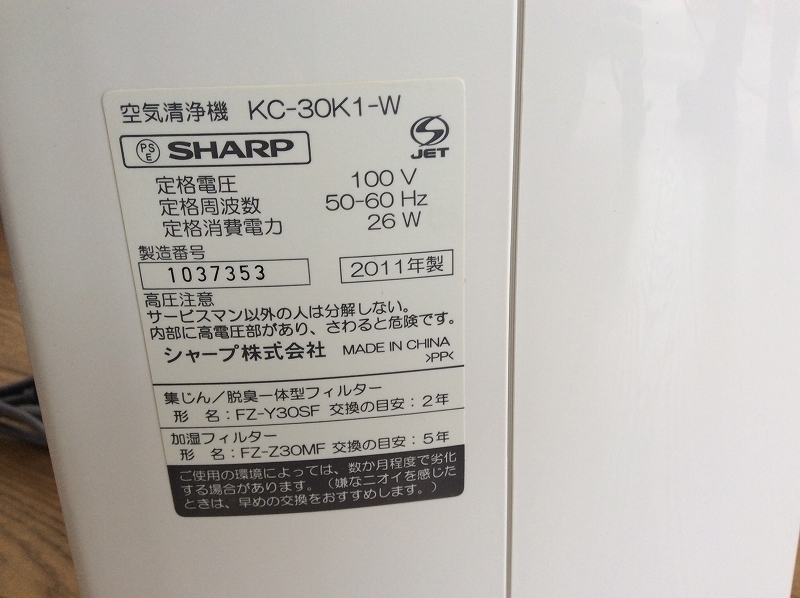 空気清浄機 KC-30K1-W
PS
E
SHARP
JET
定格電圧 100 V
定格周波数 50-60 Hz
定格消費電力 26 W
製造番号
1037353 2011年製
高圧注意
サービスマン以外の人は分解しない。
内部に高電圧部があり、さわると危険です。
シャープ株式会社 MADE IN CHINA
>PP<
集じん/脱臭一体型フィルター
形 名:FZ-Y30SF 交換の目安:2年
加湿フィルター
形 名:FZ-Z30MF 交換の目安:5年
ご使用の環境によっては、数か月程度で劣化
する場合があります。(嫌なニオイを感じた
ときは、早めの交換をおすすめします。)